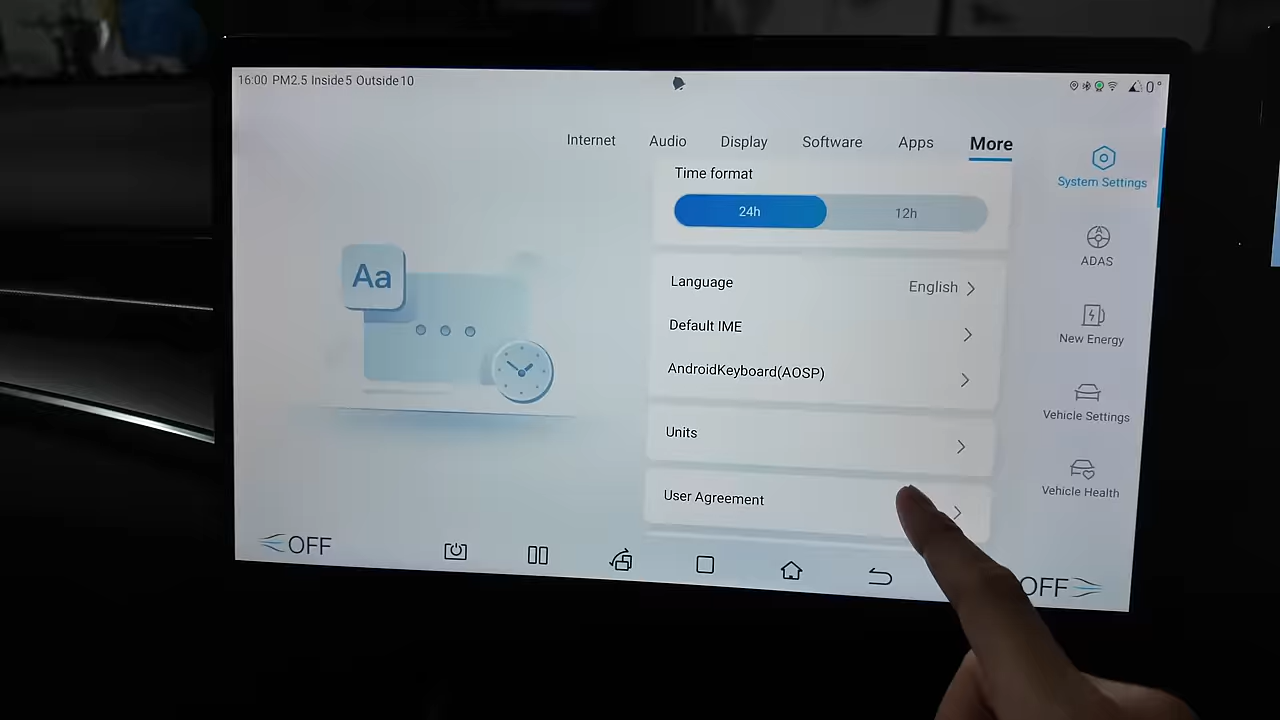 16:00 PM2.5 Inside5 Outside10
0°
Internet Audio Display Software Apps More
Time format
24h 12h
Language English
Default IME
AndroidKeyboard(AOSP)
Units
User Agreement
Aa
System Settings
ADAS
New Energy
Vehicle Settings
Vehicle Health
OFF
OFF